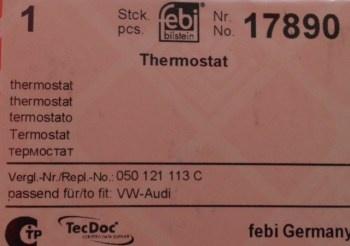 1 Stck. pcs. febi bilstein Nr. No. 17890
Thermostat
thermostat
thermostat
termostato
Termostat
термостат
Vergl.-Nr./Repl.-No.: 050 121 113 C
passend für/to fit: VW-Audi
CTP TecDoc febi Germany